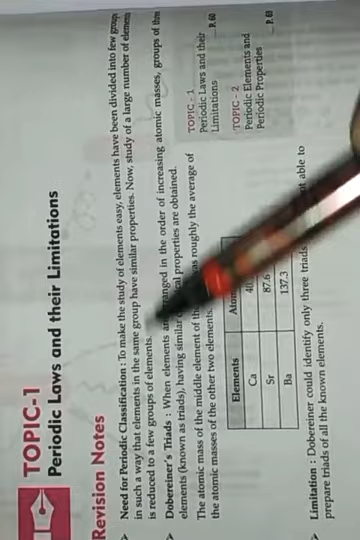 TOPIC-1
Periodic Laws and their Limitations
Revision Notes
Need for Periodic Classification : To make the study of elements easy, elements have been divided into few
in such a way that elements in the same group have similar properties. Now, study of a large number of
is reduced to a few groups of elements.
Dobereiner's Triads : When elements arranged in the order of increasing atomic masses, groups of
elements (known as triads), having similar properties are obtained.
The atomic mass of the middle element of the was roughly the average of
the atomic masses of the other two elements.
Elements
Ca
Sr 87.6
Ba 137.3
Limitation : Dobereiner could identify only three triads able to
prepare triads of all the known elements.
TOPIC - 1
Periodic Laws and their
Limitations P. 60
TOPIC - 2
Periodic Elements and
Periodic Properties